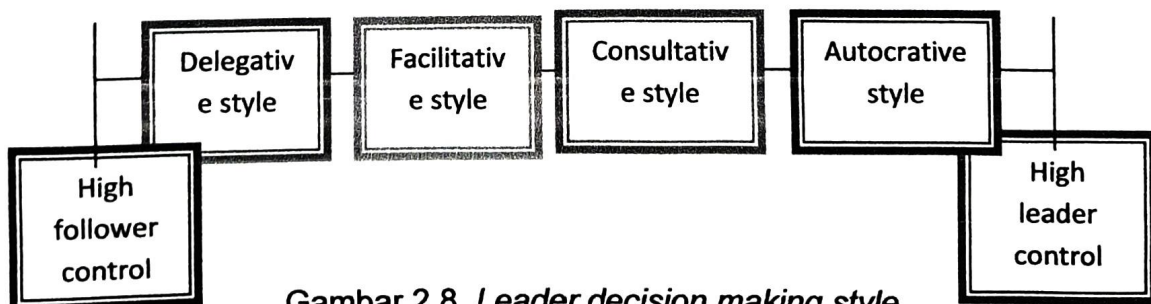 Delegativ
e style
Facilitativ
e style
Consultativ
e style
Autocrative
style
High
follower
control
High
leader
control
Gambar 2.8 Leader decision making style